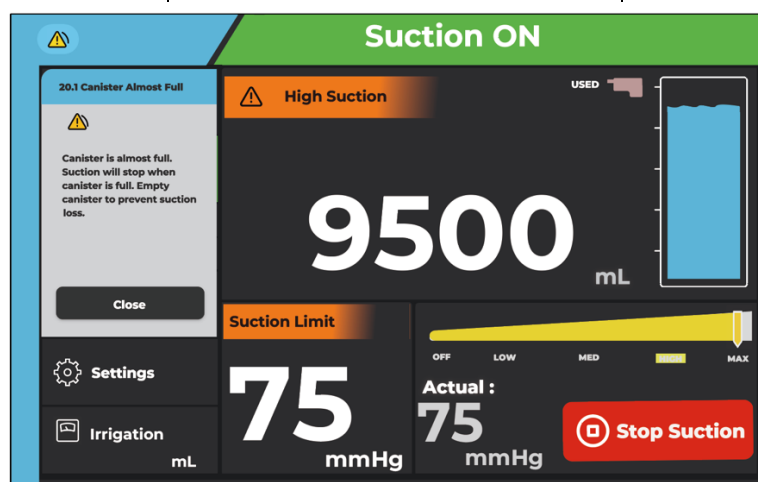 Suction ON
20.1 Canister Almost Full
Canister is almost full.
Suction will stop when
canister is full. Empty
canister to prevent suction
loss.
Close
Settings
Irrigation
mL
High Suction
USED
9500
mL
Suction Limit
75
mmHg
OFF LOW MED HIGH MAX
Actual :
75
mmHg
Stop Suction